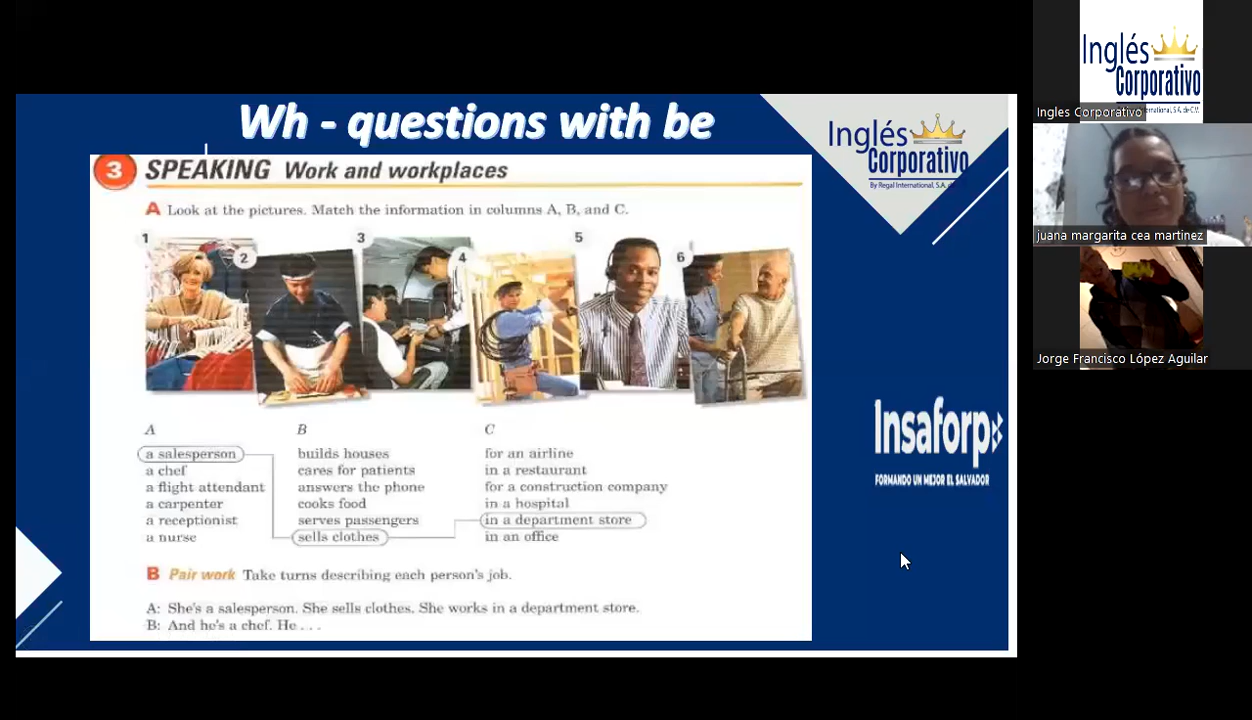 Wh - questions with be
Inglés
Corporativo
By Regal International, S.A. de
3 SPEAKING Work and workplaces
A Look at the pictures. Match the information in columns A, B, and C.
1 2 3 4 5 6
A B C
a salesperson builds houses for an airline
a chef cares for patients in a restaurant
a flight attendant answers the phone for a construction company
a carpenter cooks food in a hospital
a receptionist serves passengers in a department store
a nurse sells clothes in an office
B Pair work Take turns describing each person's job.
A: She's a salesperson. She sells clothes. She works in a department store.
B: And he's a chef. He . . .
Insaforp
FORMANDO UN MEJOR EL SALVADOR
Inglés
Corporativo
International, S.A. de C.V.
Ingles Corporativo
juana margarita cea martinez
Jorge Francisco López Aguilar